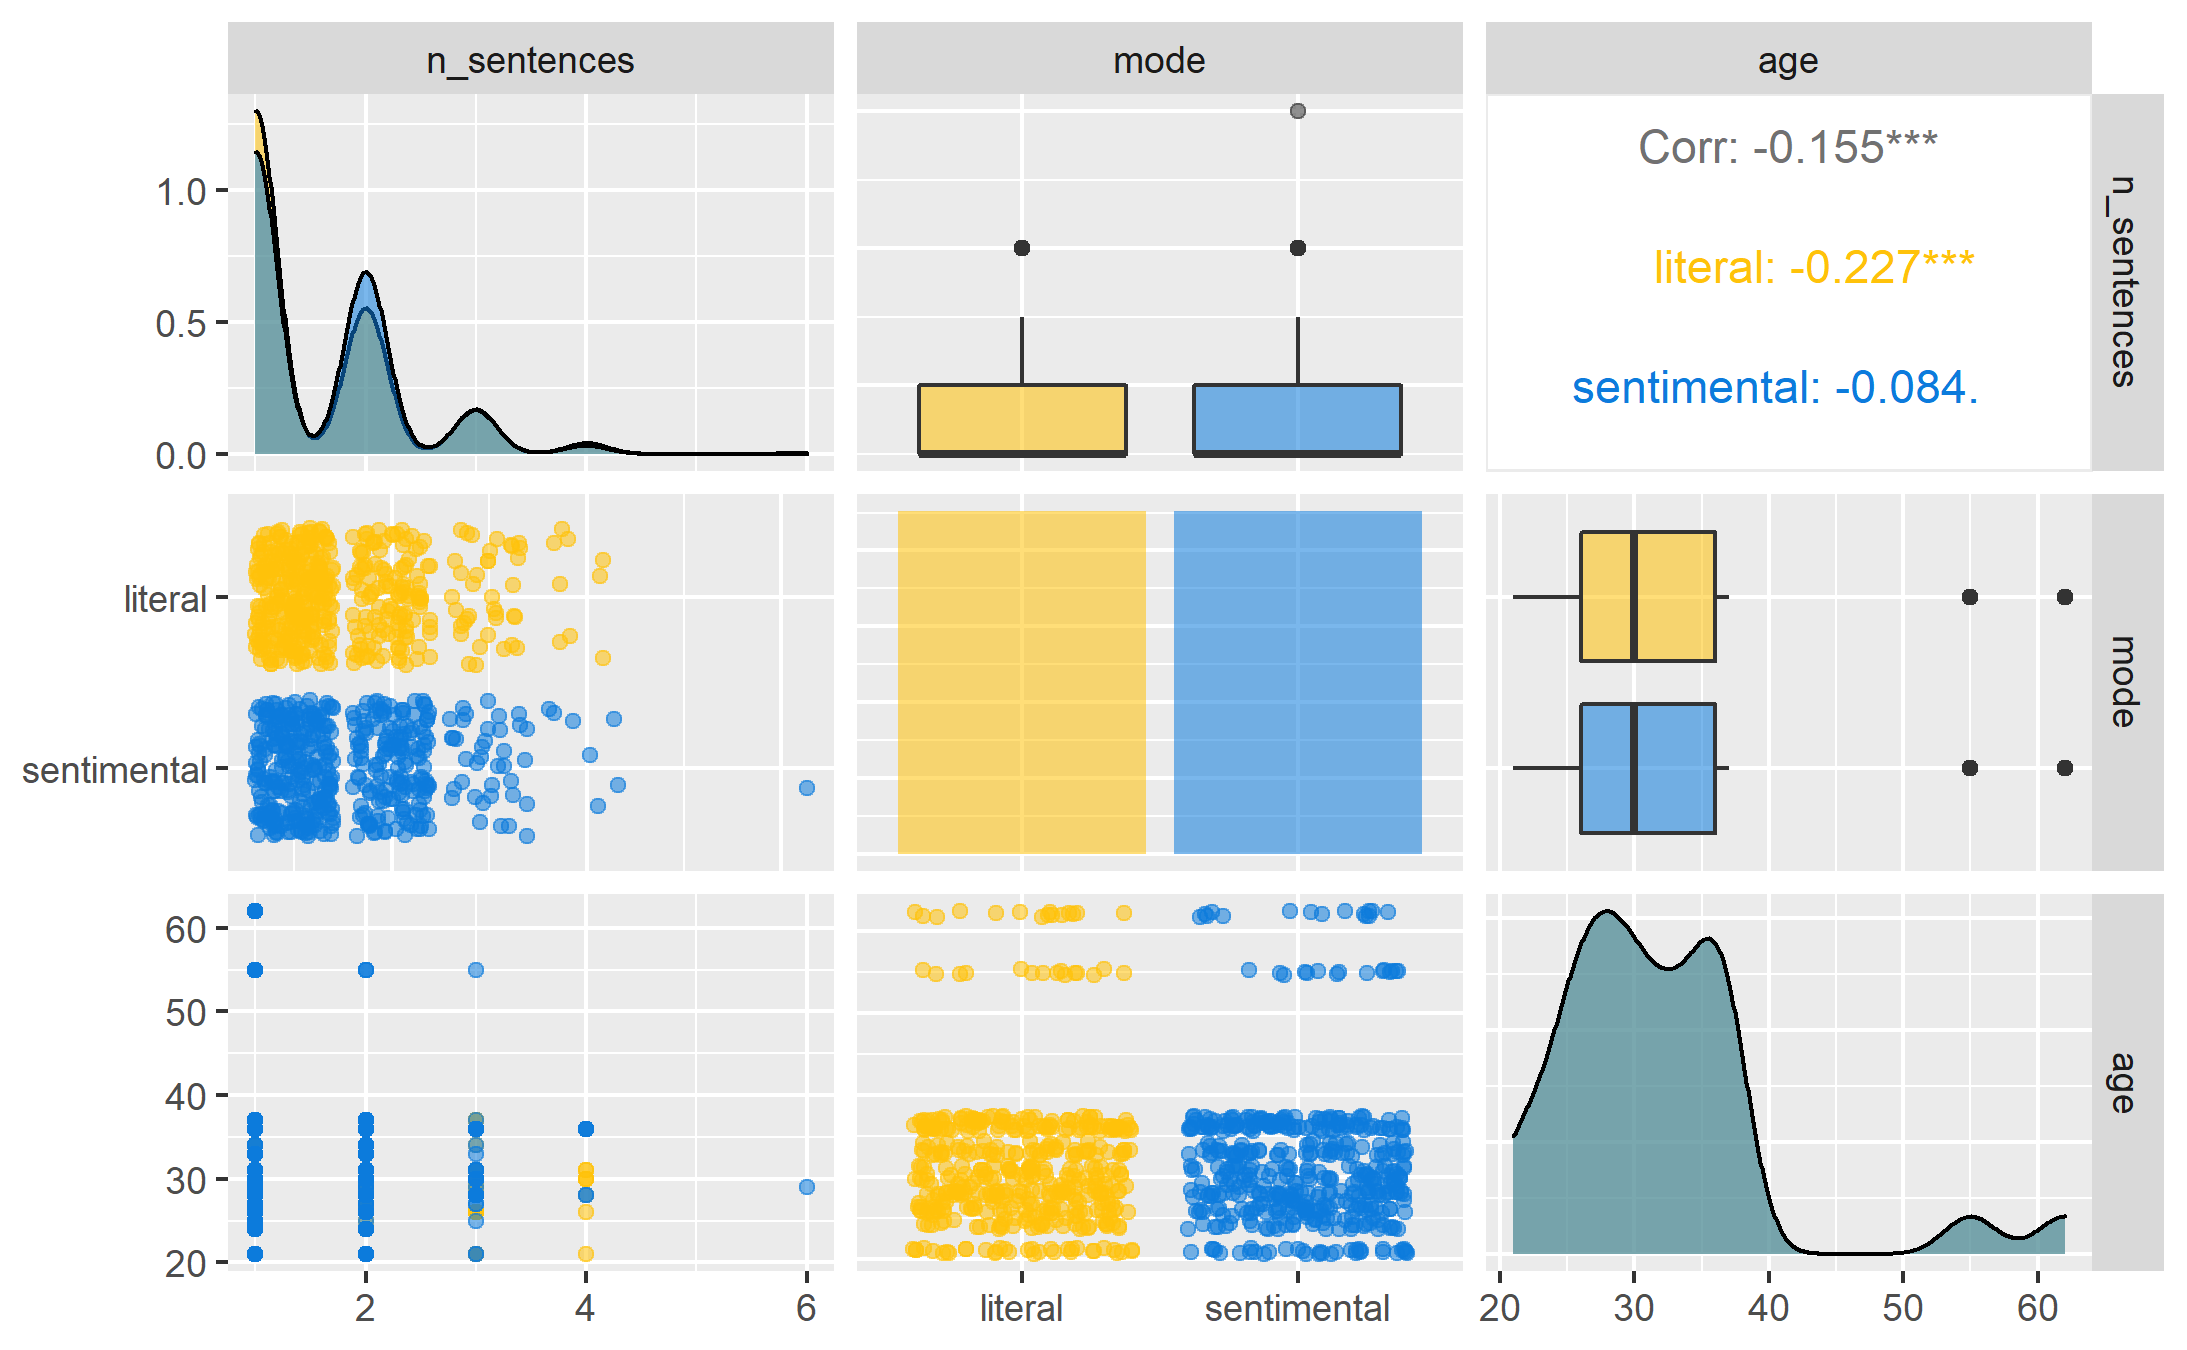 n_sentences
mode
age
1.0
0.5
0.0
Corr: -0.155***
literal: -0.227***
sentimental: -0.084.
n_sentences
literal
sentimental
mode
60
50
40
30
20
age
2
4
6
literal
sentimental
20
30
40
50
60